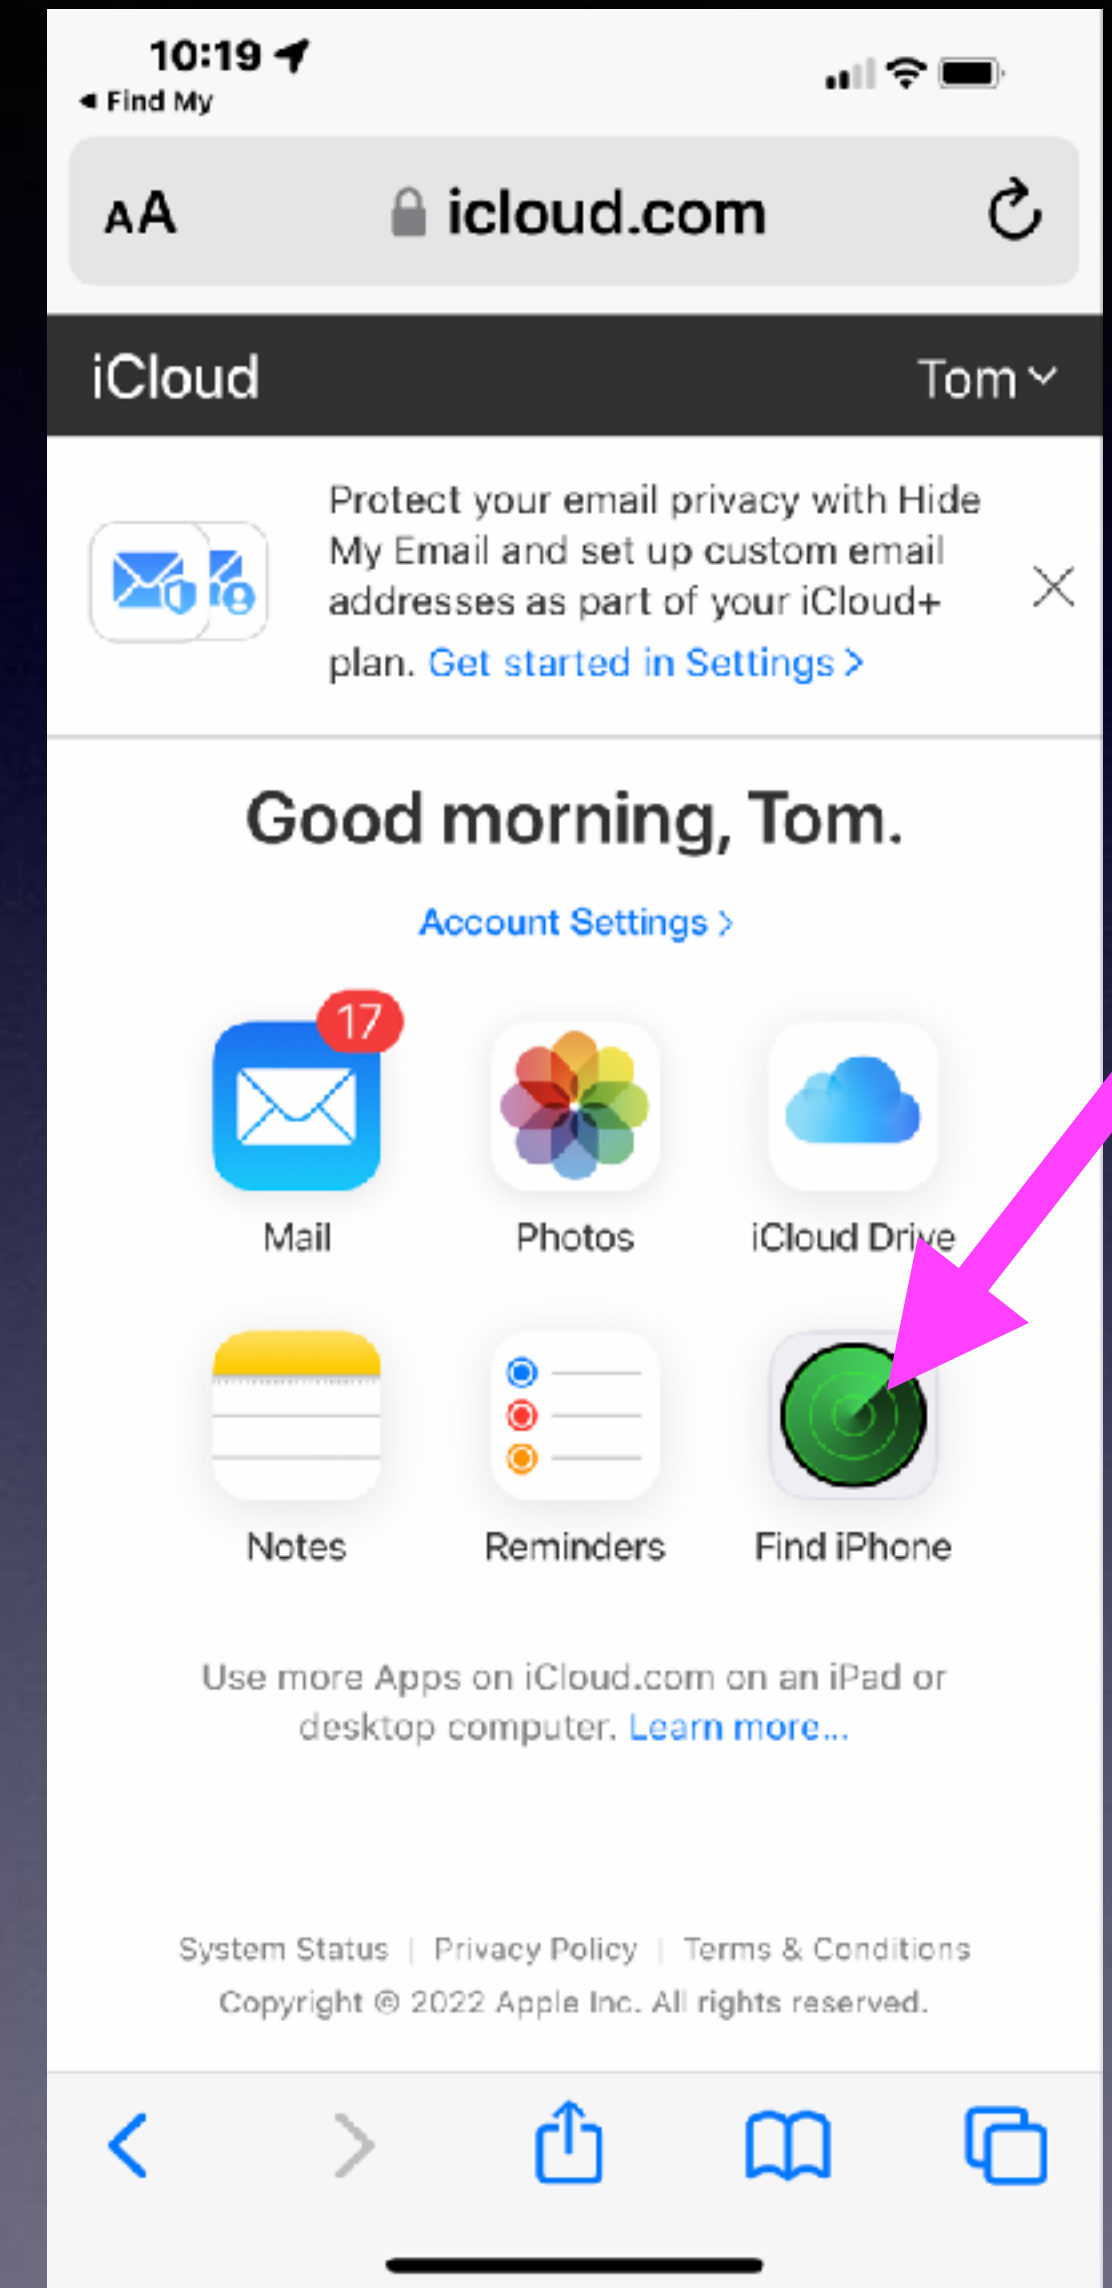 10:19
Find My
AA icloud.com
iCloud Tom
Protect your email privacy with Hide
My Email and set up custom email
addresses as part of your iCloud+
plan. Get started in Settings >
Good morning, Tom.
Account Settings >
17
Mail Photos iCloud Drive
Notes Reminders Find iPhone
Use more Apps on iCloud.com on an iPad or
desktop computer. Learn more...
System Status | Privacy Policy | Terms & Conditions
Copyright © 2022 Apple Inc. All rights reserved.